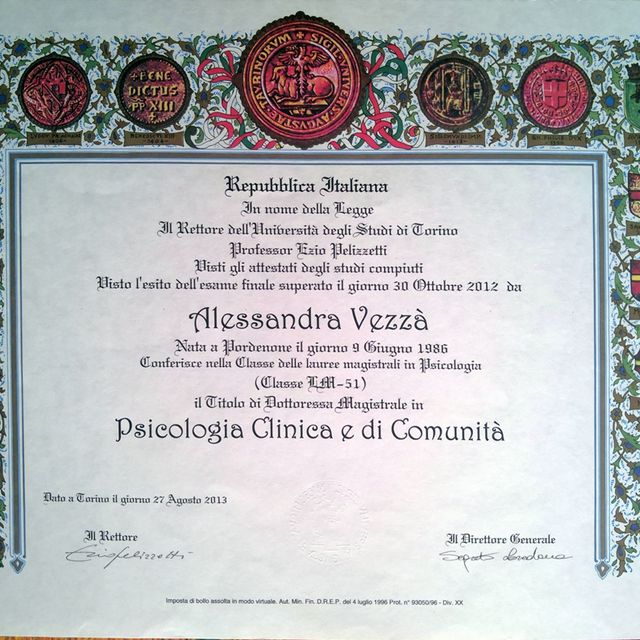 SIGIL · VNIVER · AVGVSTAE · TAVRINORVM
+ BENE
DICTUS
PP XIII
Repubblica Italiana
In nome della Legge
Il Rettore dell'Università degli Studi di Torino
Professor Ezio Pelizzetti
Visti gli attestati degli studi compiuti
Visto l'esito dell'esame finale superato il giorno 30 Ottobre 2012 da
Alessandra Vezzà
Nata a Pordenone il giorno 9 Giugno 1986
Conferisce nella Classe delle lauree magistrali in Psicologia
(Classe LM-51)
il Titolo di Dottoressa Magistrale in
Psicologia Clinica e di Comunità
Dato a Torino il giorno 27 Agosto 2013
Il Rettore
Il Direttore Generale
Imposta di bollo assolta in modo virtuale. Aut. Min. Fin. D.R.E.P. del 4 luglio 1996 Prot. n° 93050/96 - Div. XX